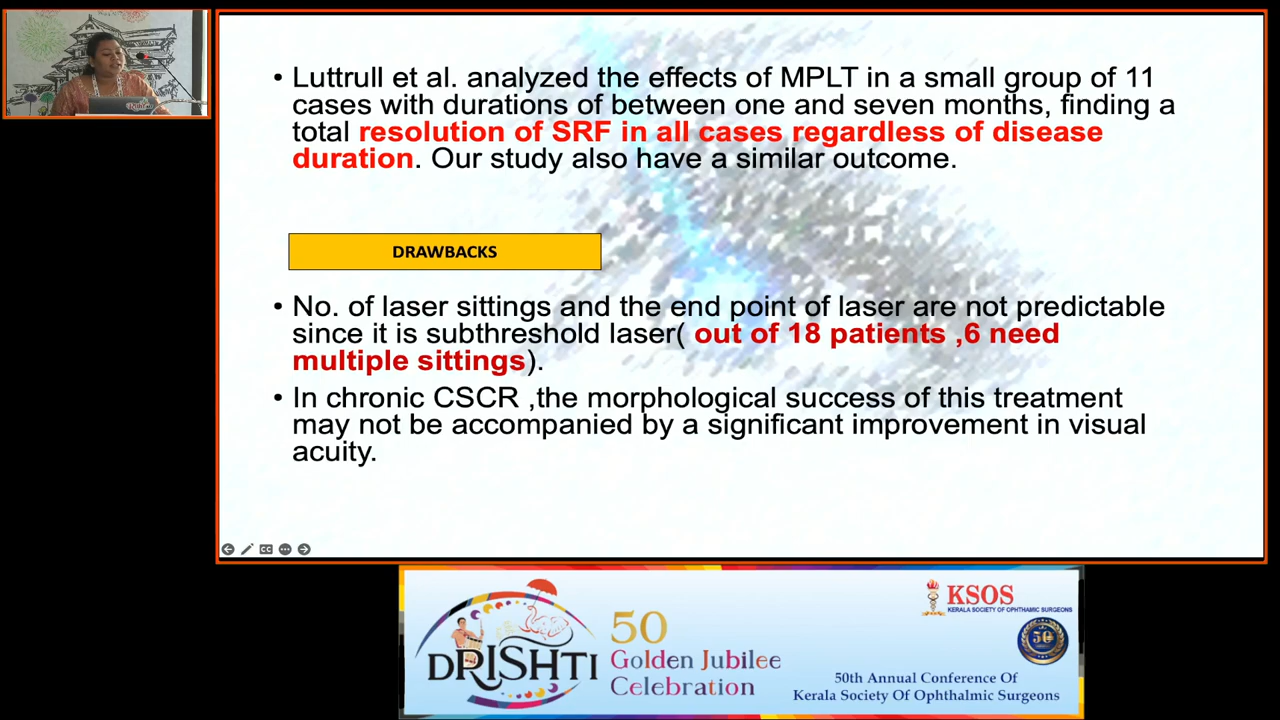 • Luttrull et al. analyzed the effects of MPLT in a small group of 11
cases with durations of between one and seven months, finding a
total resolution of SRF in all cases regardless of disease
duration. Our study also have a similar outcome.
DRAWBACKS
• No. of laser sittings and the end point of laser are not predictable
since it is subthreshold laser( out of 18 patients ,6 need
multiple sittings).
• In chronic CSCR ,the morphological success of this treatment
may not be accompanied by a significant improvement in visual
acuity.
CC
DRISHTI
50
Golden Jubilee
Celebration
KSOS
KERALA SOCIETY OF OPHTHAMIC SURGEONS
50
50th Annual Conference Of
Kerala Society Of Ophthalmic Surgeons